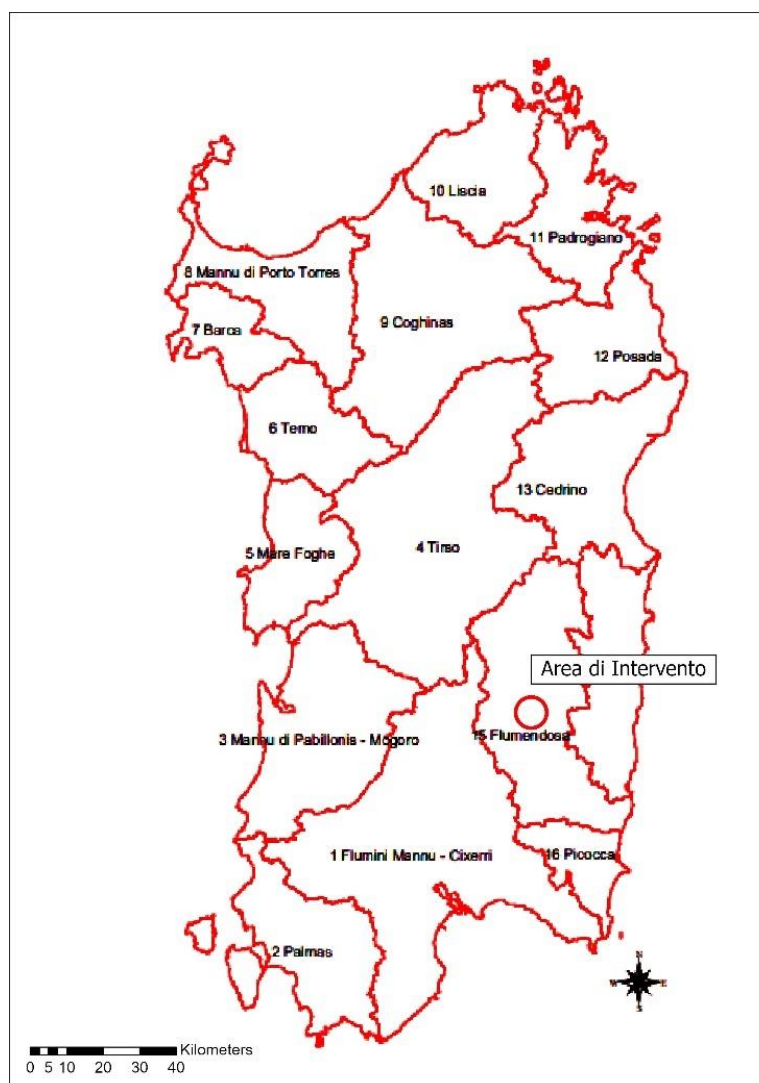 10 Liscia
11 Padrogiano
8 Mannu di Porto Torres
9 Coghinas
7 Barca
12 Posada
6 Temo
13 Cedrino
4 Tirso
5 Mare Foghe
Area di Intervento
15 Flumendosa
3 Mannu di Pabillonis - Mogoro
16 Picocca
1 Flumini Mannu - Cixerri
2 Palmas
N
W E
S
Kilometers
0 5 10 20 30 40